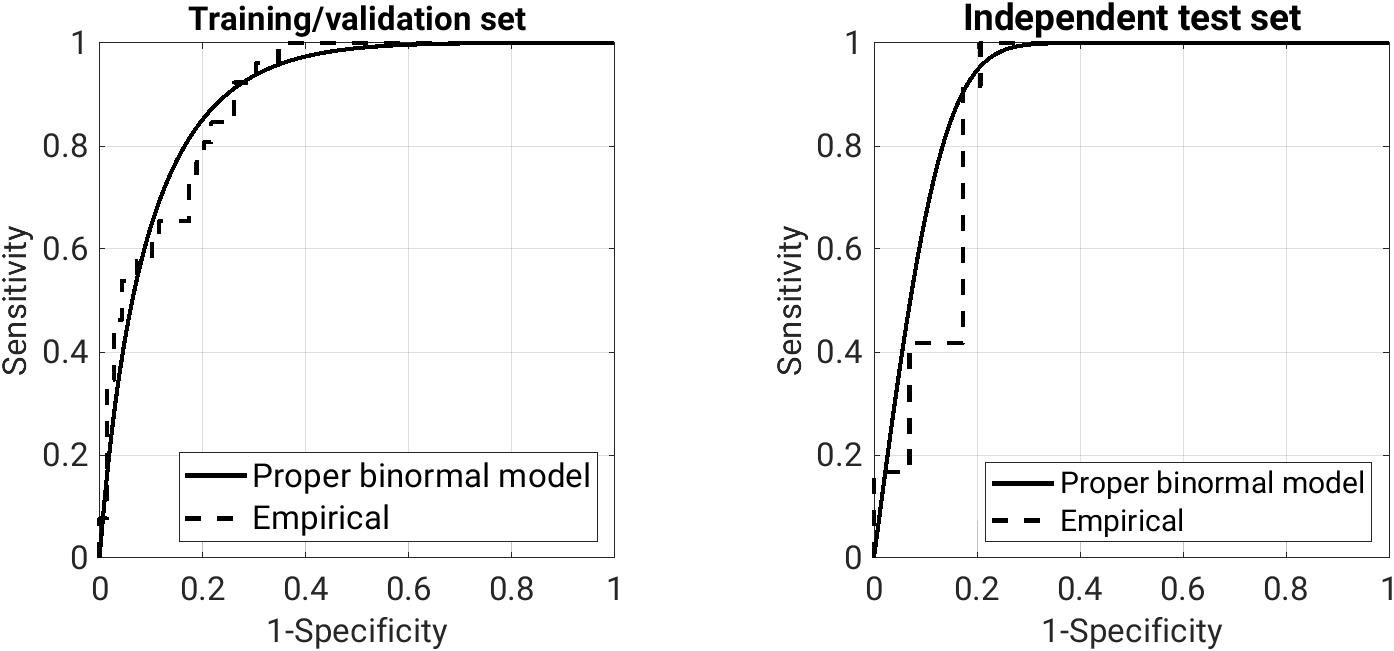 Training/validation set
1
0.8
0.6
0.4
0.2
0
Sensitivity
Proper binormal model
Empirical
0 0.2 0.4 0.6 0.8 1
1-Specificity
Independent test set
1
0.8
0.6
0.4
0.2
0
Sensitivity
Proper binormal model
Empirical
0 0.2 0.4 0.6 0.8 1
1-Specificity